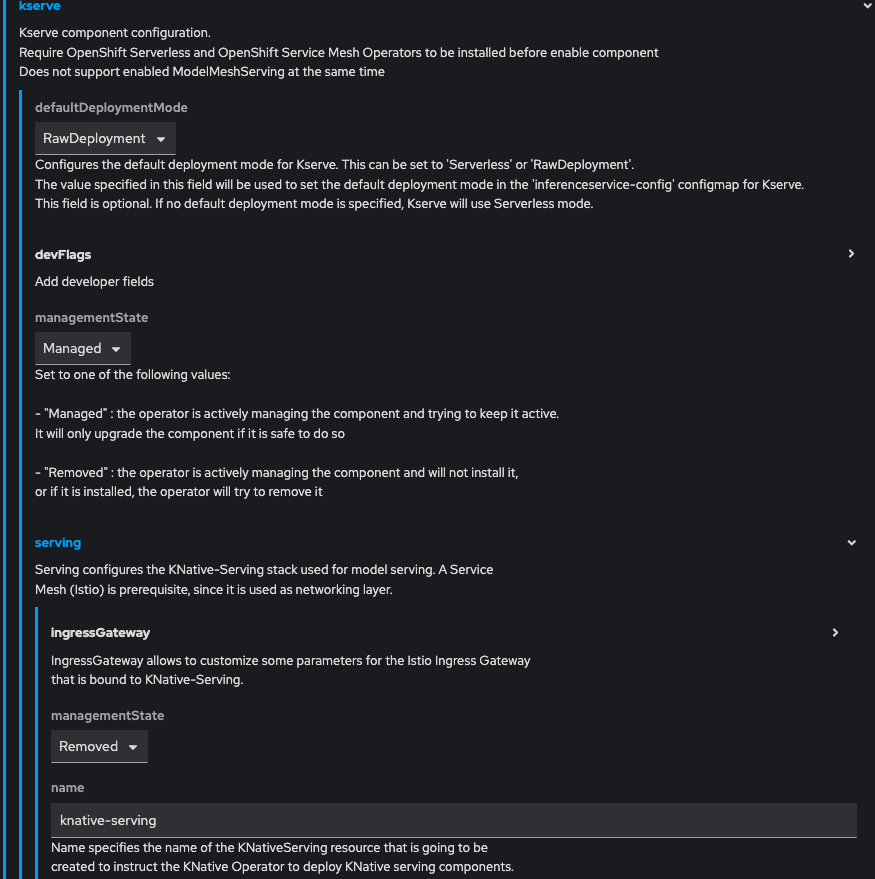 kserve
Kserve component configuration.
Require OpenShift Serverless and OpenShift Service Mesh Operators to be installed before enable component
Does not support enabled ModelMeshServing at the same time
defaultDeploymentMode
RawDeployment
Configures the default deployment mode for Kserve. This can be set to 'Serverless' or 'RawDeployment'.
The value specified in this field will be used to set the default deployment mode in the 'inferenceservice-config' configmap for Kserve.
This field is optional. If no default deployment mode is specified, Kserve will use Serverless mode.
devFlags
Add developer fields
managementState
Managed
Set to one of the following values:
- "Managed" : the operator is actively managing the component and trying to keep it active.
It will only upgrade the component if it is safe to do so
- "Removed" : the operator is actively managing the component and will not install it,
or if it is installed, the operator will try to remove it
serving
Serving configures the KNative-Serving stack used for model serving. A Service
Mesh (Istio) is prerequisite, since it is used as networking layer.
ingressGateway
IngressGateway allows to customize some parameters for the Istio Ingress Gateway
that is bound to KNative-Serving.
managementState
Removed
name
knative-serving
Name specifies the name of the KNativeServing resource that is going to be
created to instruct the KNative Operator to deploy KNative serving components.